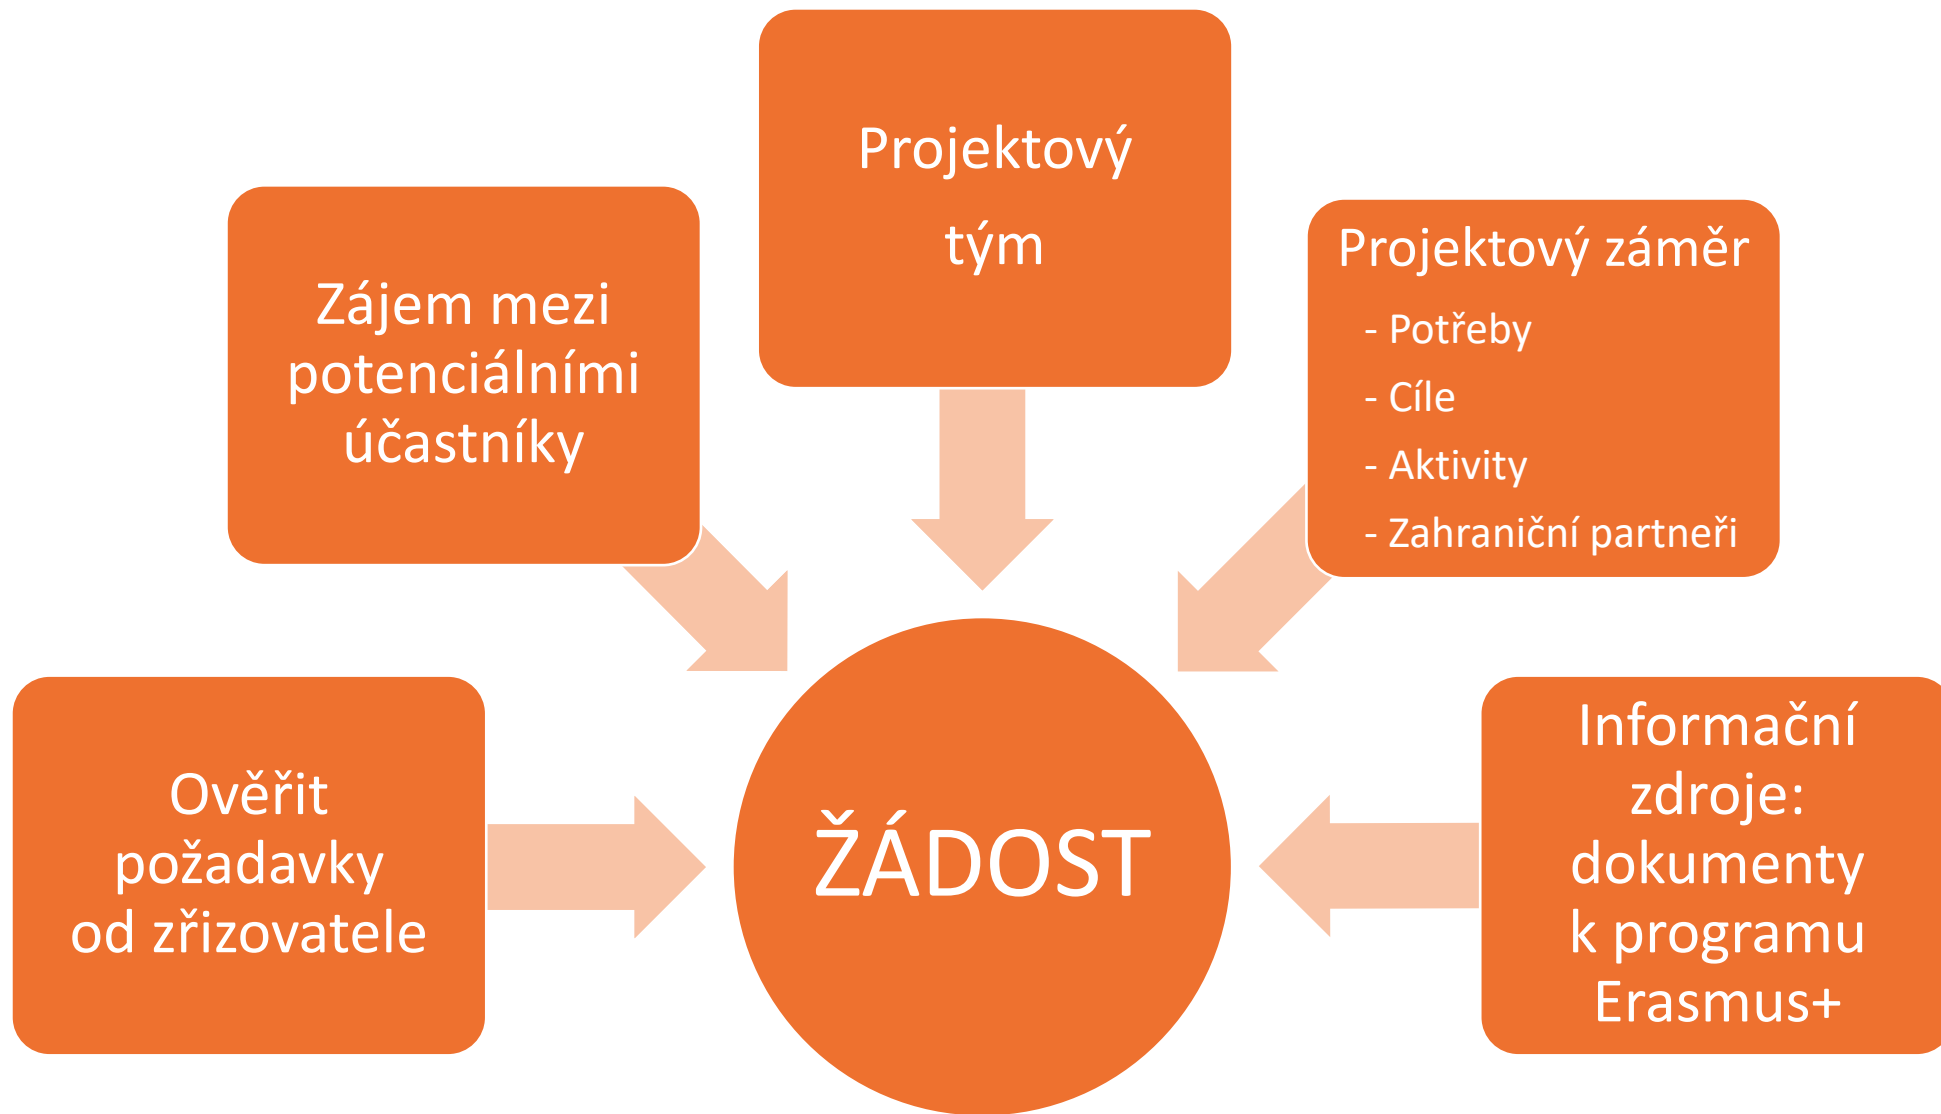 Projektový
tým
Zájem mezi
potenciálními
účastníky
Projektový záměr
- Potřeby
- Cíle
- Aktivity
- Zahraniční partneři
Ověřit
požadavky
od zřizovatele
ŽÁDOST
Informační
zdroje:
dokumenty
k programu
Erasmus+